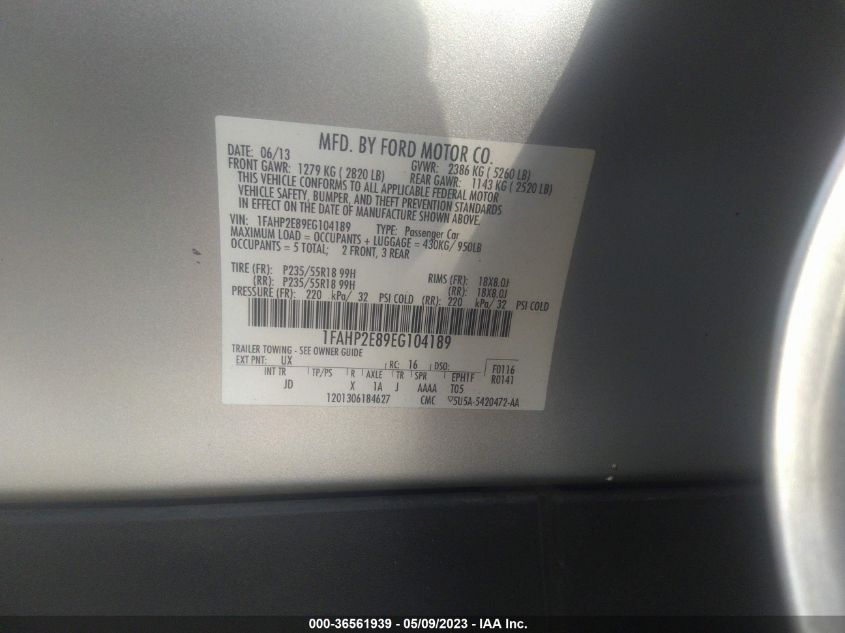 MFD. BY FORD MOTOR CO.
DATE: 06/13 GVWR: 2386 KG ( 5260 LB)
FRONT GAWR: 1279 KG ( 2820 LB) REAR GAWR: 1143 KG ( 2520 LB)
THIS VEHICLE CONFORMS TO ALL APPLICABLE FEDERAL MOTOR
VEHICLE SAFETY, BUMPER, AND THEFT PREVENTION STANDARDS
IN EFFECT ON THE DATE OF MANUFACTURE SHOWN ABOVE.
VIN: 1FAHP2E89EG104189 TYPE: Passenger Car
MAXIMUM LOAD = OCCUPANTS + LUGGAGE = 430KG/ 950LB
OCCUPANTS = 5 TOTAL; 2 FRONT, 3 REAR
TIRE (FR): P235/55R18 99H RIMS (FR): 18X8.0J
(RR): P235/55R18 99H (RR): 18X8.0J
PRESSURE (FR): 220 kPa/ 32 PSI COLD (RR): 220 kPa/ 32 PSI COLD
1FAHP2E89EG104189
TRAILER TOWING - SEE OWNER GUIDE
EXT PNT: UX RC: 16 DSO: F0116
INT TR TP/PS R AXLE TR SPR EPH1F R0141
JD X 1A J AAAA T05
1201306184627 CMC 5U5A-5420472-AA
000-36561939 - 05/09/2023 - IAA Inc.